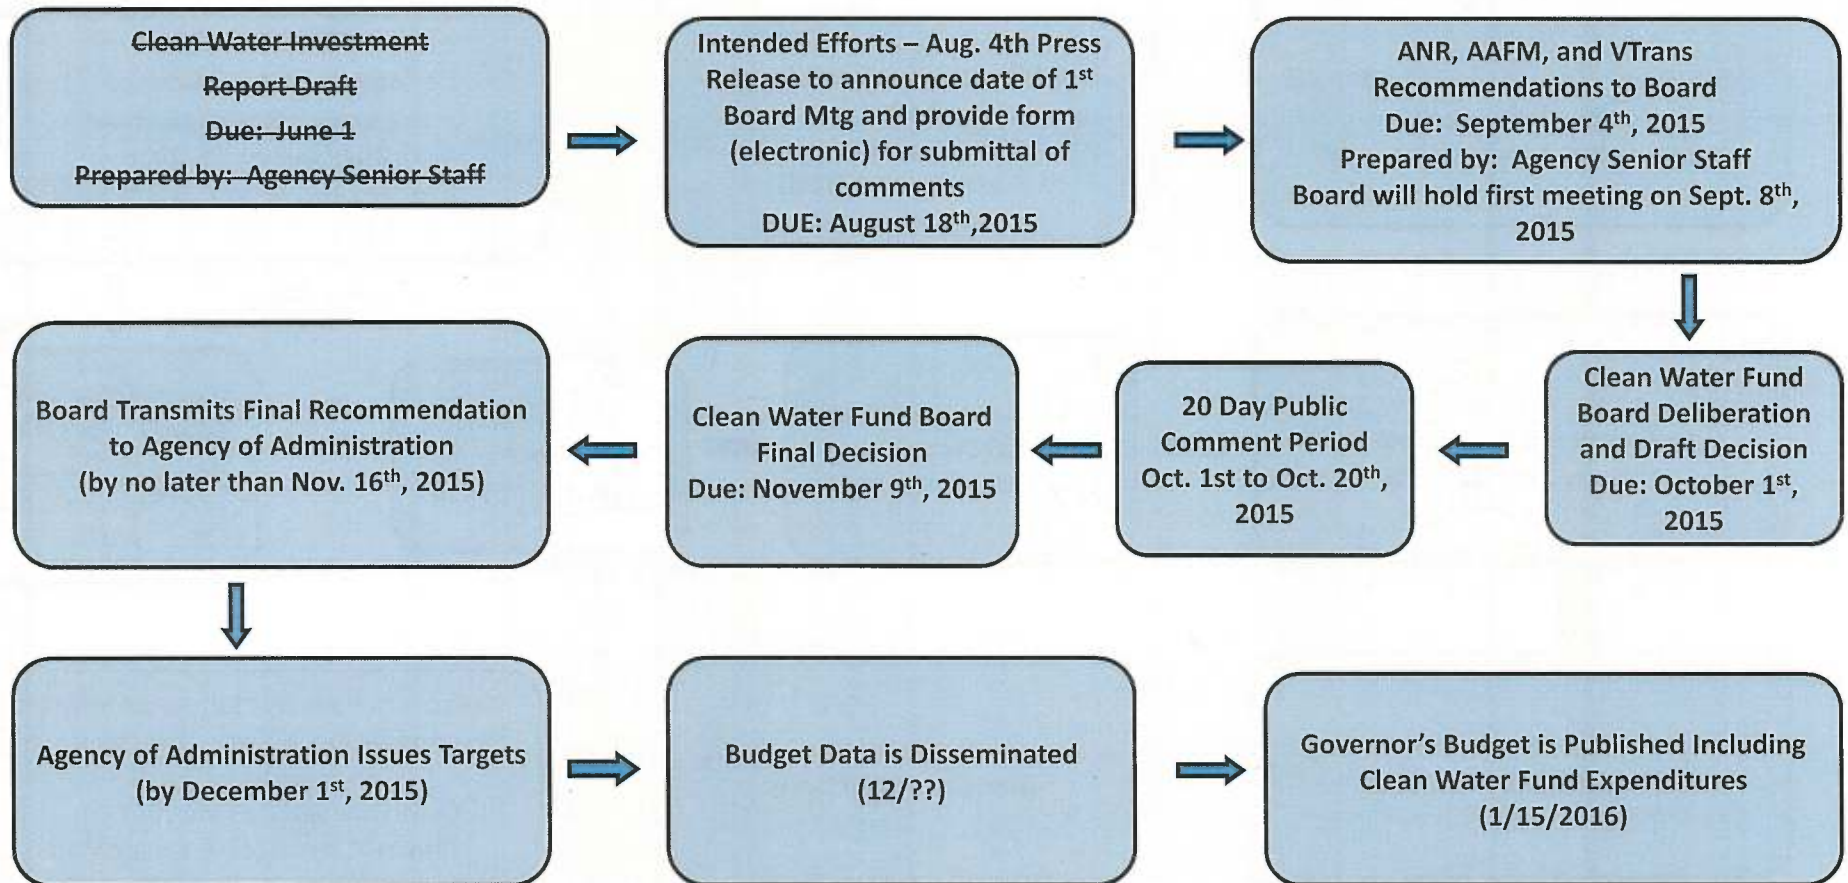 Clean Water Investment
Report Draft
Due: June 1
Prepared by: Agency Senior Staff
Intended Efforts – Aug. 4th Press
Release to announce date of 1st
Board Mtg and provide form
(electronic) for submittal of
comments
DUE: August 18th,2015
ANR, AAFM, and VTrans
Recommendations to Board
Due: September 4th, 2015
Prepared by: Agency Senior Staff
Board will hold first meeting on Sept. 8th,
2015
Clean Water Fund
Board Deliberation
and Draft Decision
Due: October 1st,
2015
20 Day Public
Comment Period
Oct. 1st to Oct. 20th,
2015
Clean Water Fund Board
Final Decision
Due: November 9th, 2015
Board Transmits Final Recommendation
to Agency of Administration
(by no later than Nov. 16th, 2015)
Agency of Administration Issues Targets
(by December 1st, 2015)
Budget Data is Disseminated
(12/??)
Governor's Budget is Published Including
Clean Water Fund Expenditures
(1/15/2016)